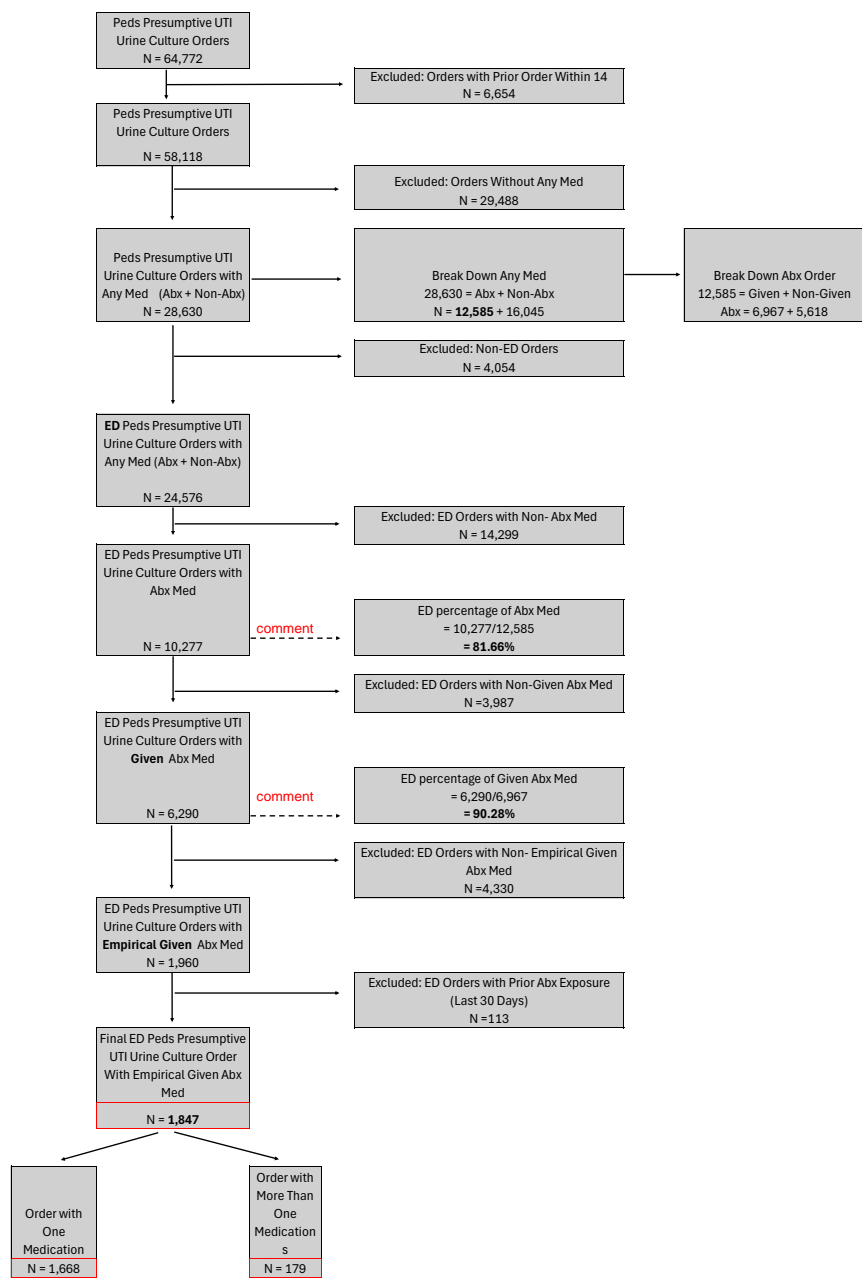 Peds Presumptive UTI
Urine Culture Orders
N = 64,772
Excluded: Orders with Prior Order Within 14
N = 6,654
Peds Presumptive UTI
Urine Culture Orders
N = 58,118
Excluded: Orders Without Any Med
N = 29,488
Peds Presumptive UTI
Urine Culture Orders with
Any Med (Abx + Non-Abx)
N = 28,630
Break Down Any Med
28,630 = Abx + Non-Abx
N = 12,585 + 16,045
Break Down Abx Order
12,585 = Given + Non-Given
Abx = 6,967 + 5,618
Excluded: Non-ED Orders
N = 4,054
ED Peds Presumptive UTI
Urine Culture Orders with
Any Med (Abx + Non-Abx)
N = 24,576
Excluded: ED Orders with Non- Abx Med
N = 14,299
ED Peds Presumptive UTI
Urine Culture Orders with
Abx Med
N = 10,277
comment
ED percentage of Abx Med
= 10,277/12,585
= 81.66%
Excluded: ED Orders with Non-Given Abx Med
N =3,987
ED Peds Presumptive UTI
Urine Culture Orders with
Given Abx Med
N = 6,290
comment
ED percentage of Given Abx Med
= 6,290/6,967
= 90.28%
Excluded: ED Orders with Non- Empirical Given
Abx Med
N =4,330
ED Peds Presumptive UTI
Urine Culture Orders with
Empirical Given Abx Med
N = 1,960
Excluded: ED Orders with Prior Abx Exposure
(Last 30 Days)
N =113
Final ED Peds Presumptive
UTI Urine Culture Order
With Empirical Given Abx
Med
N = 1,847
Order with
One
Medication
N = 1,668
Order with
More Than
One
Medication
s
N = 179